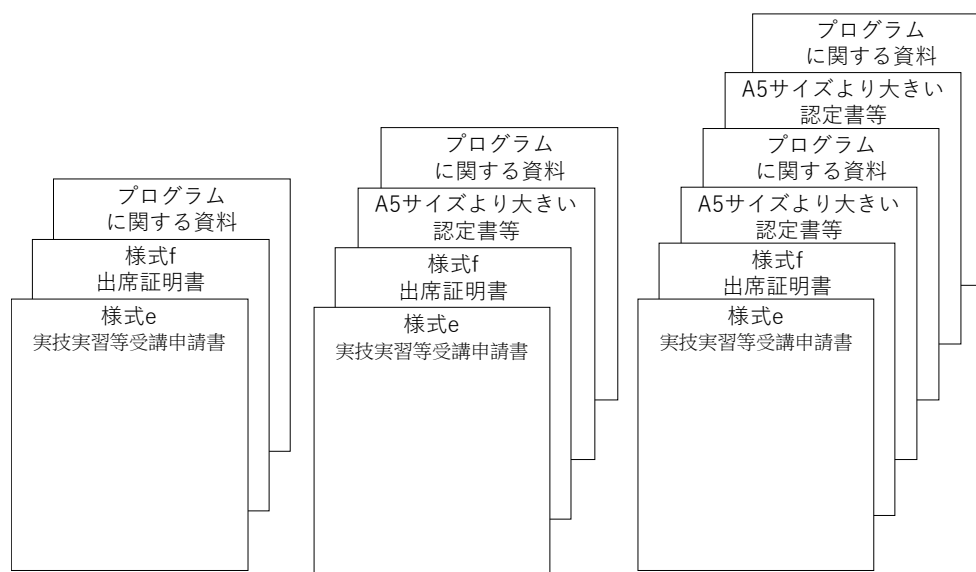 プログラム
に関する資料
様式f
出席証明書
様式e
実技実習等受講申請書
プログラム
に関する資料
A5サイズより大きい
認定書等
様式f
出席証明書
様式e
実技実習等受講申請書
プログラム
に関する資料
A5サイズより大きい
認定書等
プログラム
に関する資料
A5サイズより大きい
認定書等
様式f
出席証明書
様式e
実技実習等受講申請書